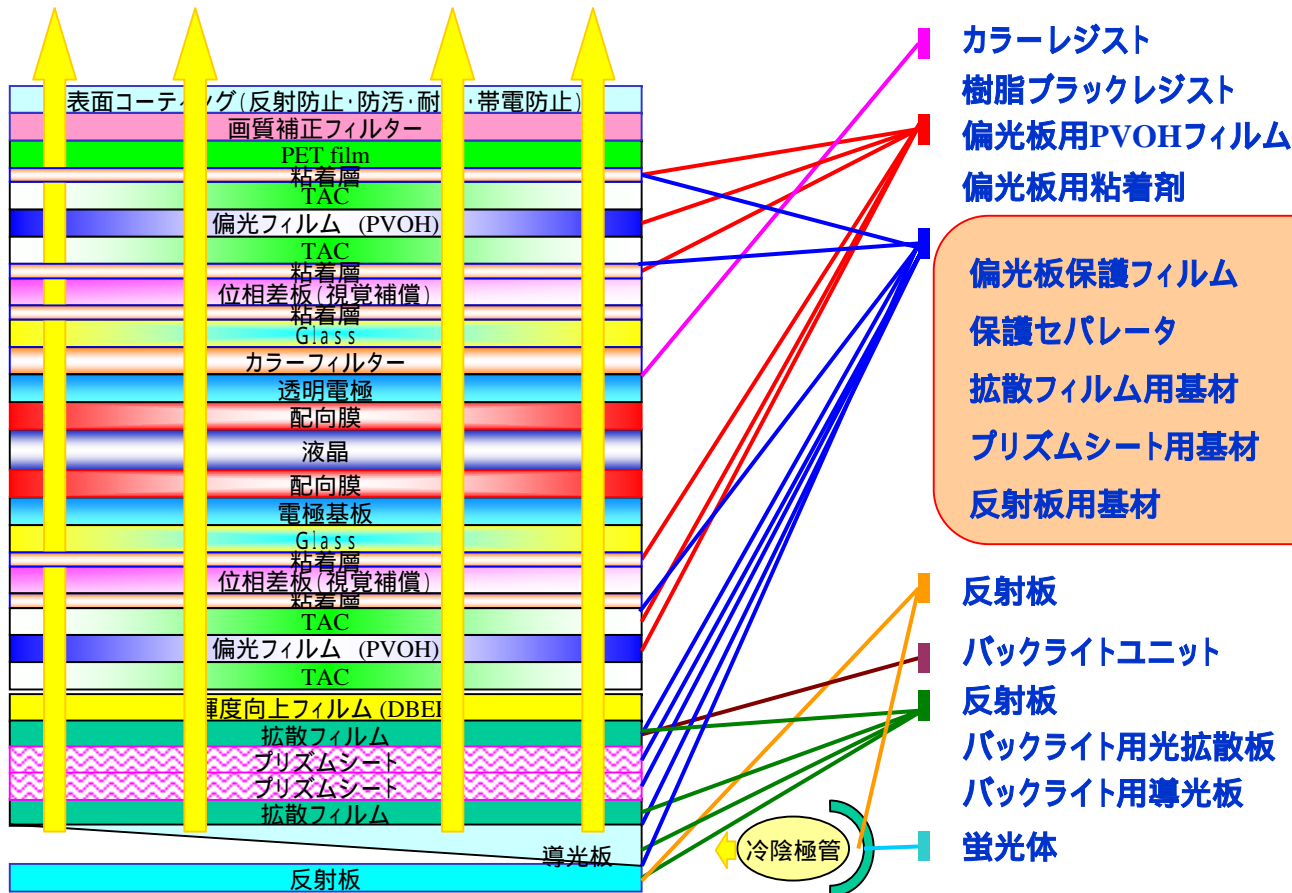 表面コーティング(反射防止・防汚・耐・帯電防止)
画質補正フィルター
PET film
粘着層
TAC
偏光フィルム (PVOH)
TAC
粘着層
位相差板(視覚補償)
粘着層
Glass
カラーフィルター
透明電極
配向膜
液晶
配向膜
電極基板
Glass
粘着層
位相差板(視覚補償)
粘着層
TAC
偏光フィルム (PVOH)
TAC
輝度向上フィルム (DBEF
拡散フィルム
プリズムシート
プリズムシート
拡散フィルム
導光板
反射板
冷陰極管
カラーレジスト
樹脂ブラックレジスト
偏光板用PVOHフィルム
偏光板用粘着剤
偏光板保護フィルム
保護セパレータ
拡散フィルム用基材
プリズムシート用基材
反射板用基材
反射板
バックライトユニット
反射板
バックライト用光拡散板
バックライト用導光板
蛍光体